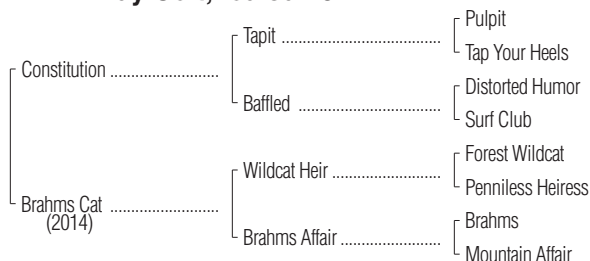 Pulpit
Tapit
Tap Your Heels
Constitution
Distorted Humor
Baffled
Surf Club
Forest Wildcat
Wildcat Heir
Penniless Heiress
Brahms Cat
(2014)
Brahms
Brahms Affair
Mountain Affair